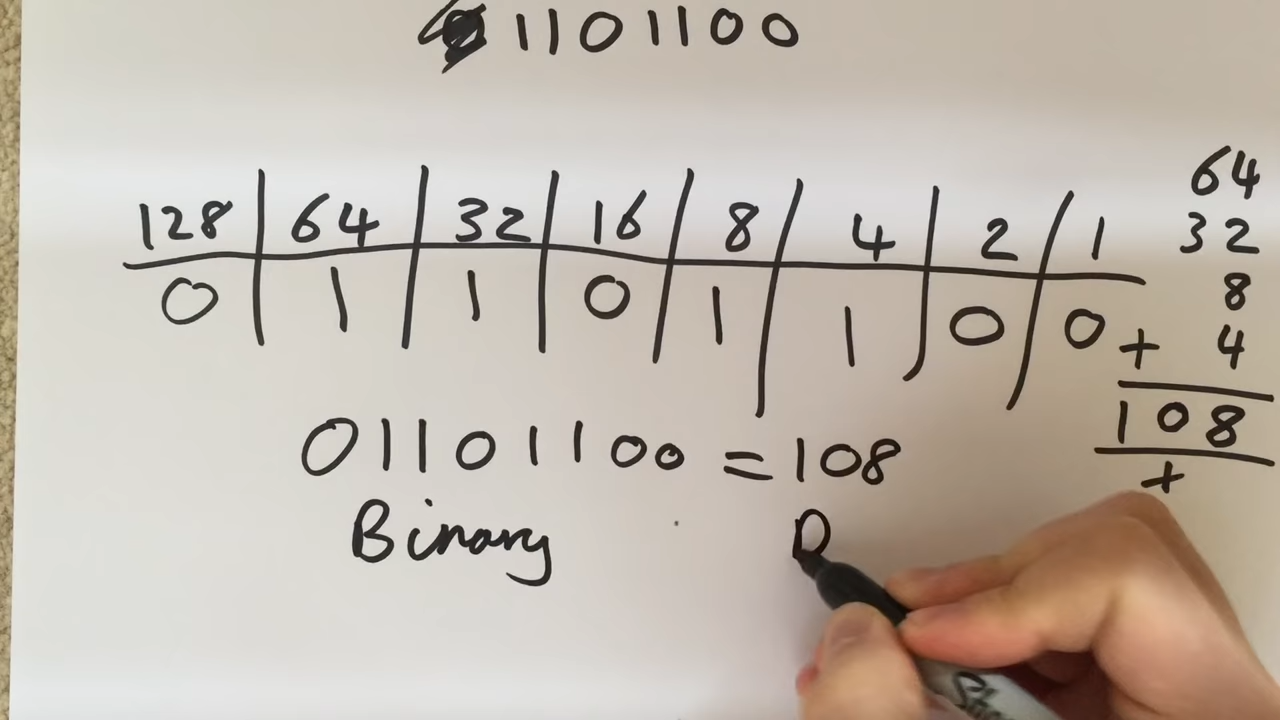 1101100
128 64 32 16 8 4 2 1
0 1 1 0 1 1 0 0
64
32
8
+ 4
108
+
01101100 = 108
Binary D